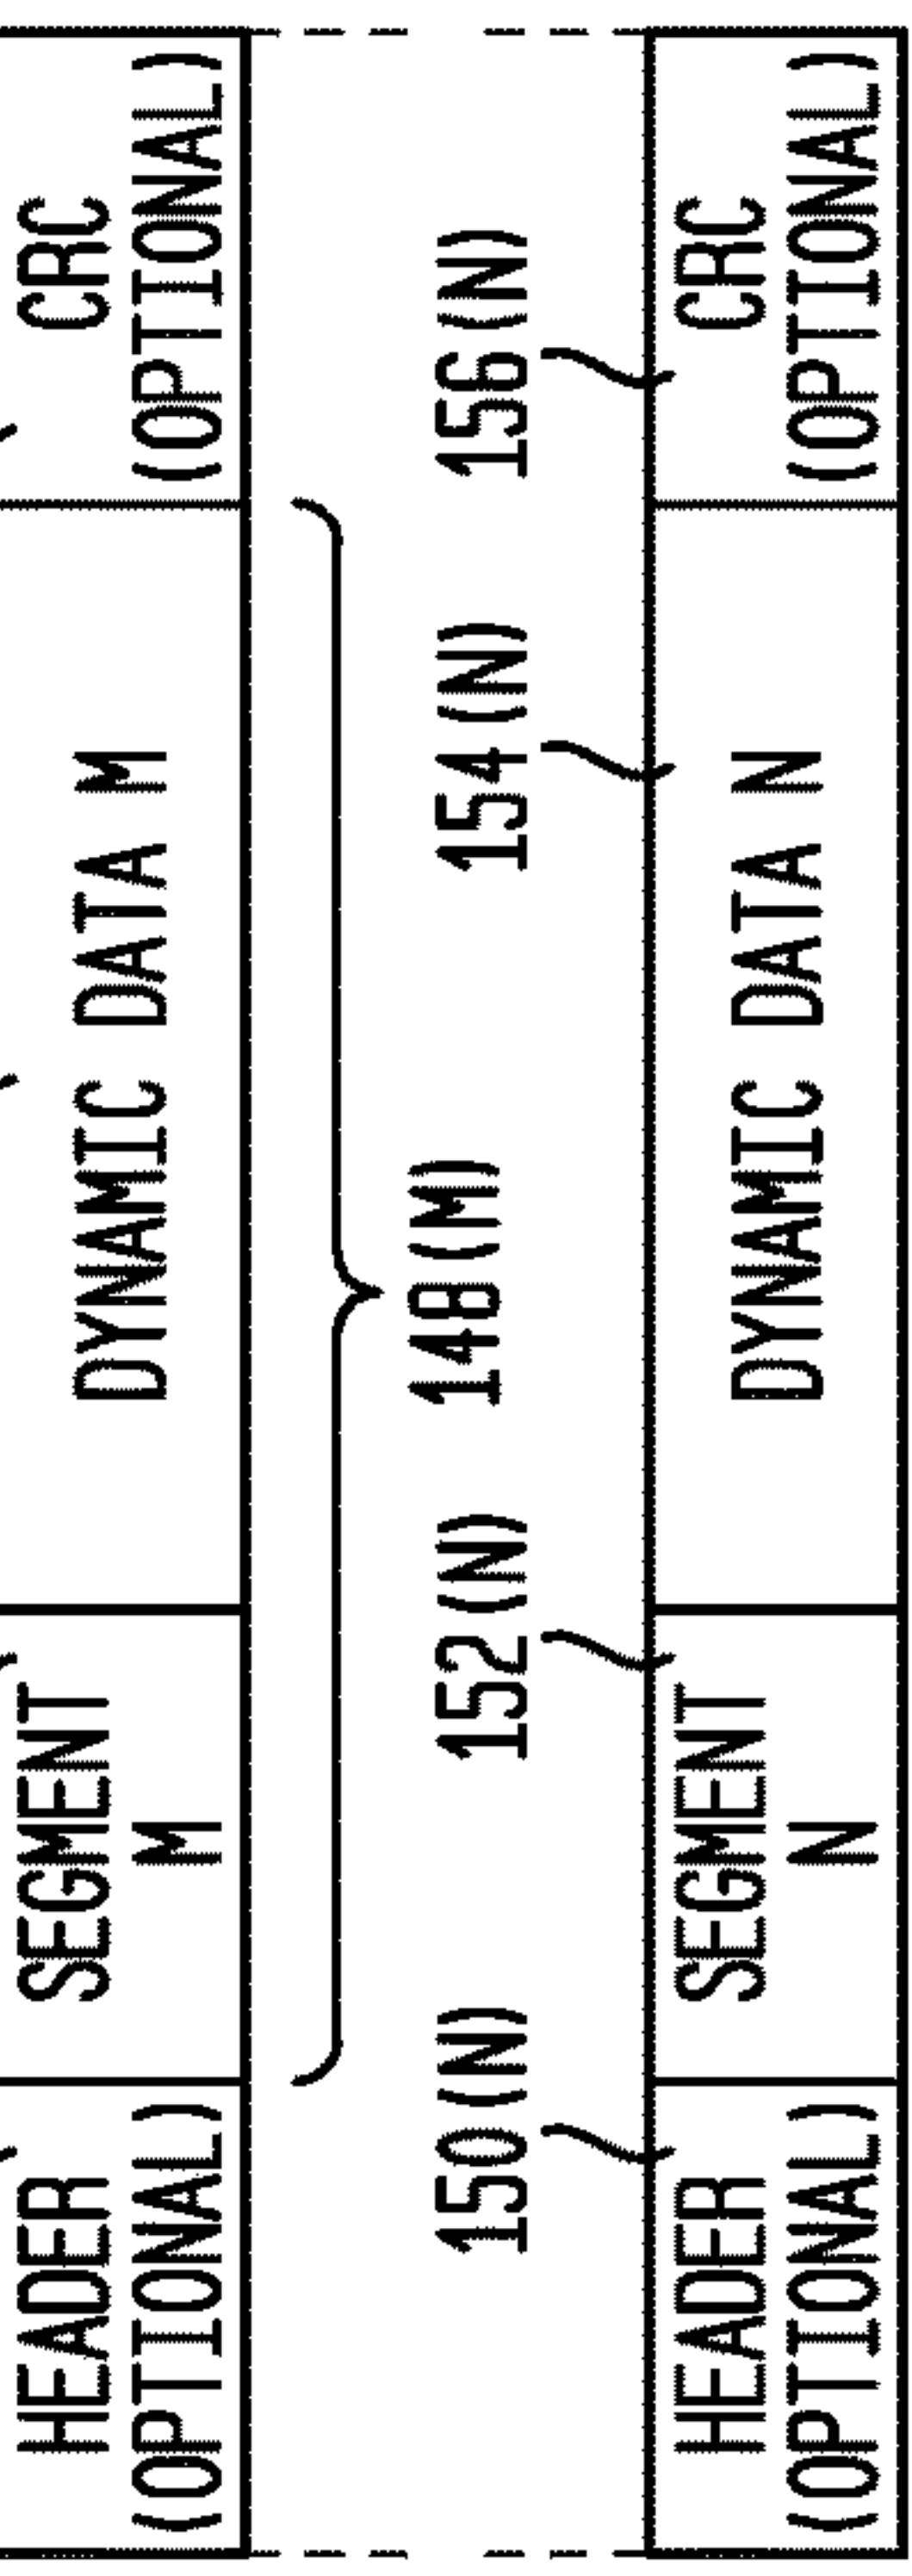 HEADER
(OPTIONAL)
SEGMENT
M
DYNAMIC DATA M
CRC
(OPTIONAL)
148(M)
150(N)
152(N)
154(N)
156(N)
HEADER
(OPTIONAL)
SEGMENT
N
DYNAMIC DATA N
CRC
(OPTIONAL)